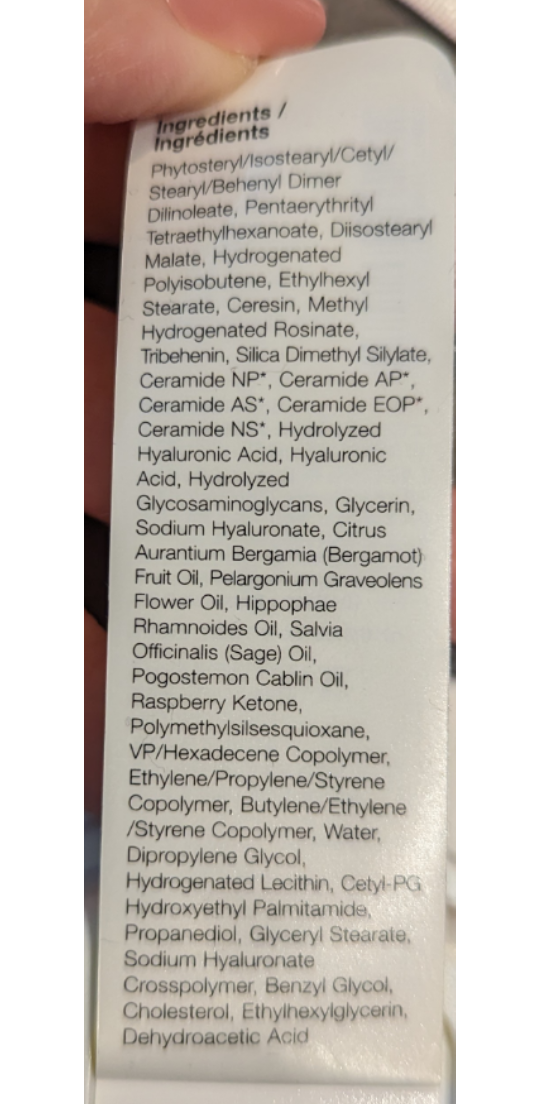 Ingredients /
Ingrédients
Phytosteryl/Isostearyl/Cetyl/
Stearyl/Behenyl Dimer
Dilinoleate, Pentaerythrityl
Tetraethylhexanoate, Diisostearyl
Malate, Hydrogenated
Polyisobutene, Ethylhexyl
Stearate, Ceresin, Methyl
Hydrogenated Rosinate,
Tribehenin, Silica Dimethyl Silylate,
Ceramide NP*, Ceramide AP*,
Ceramide AS*, Ceramide EOP*,
Ceramide NS*, Hydrolyzed
Hyaluronic Acid, Hyaluronic
Acid, Hydrolyzed
Glycosaminoglycans, Glycerin,
Sodium Hyaluronate, Citrus
Aurantium Bergamia (Bergamot)
Fruit Oil, Pelargonium Graveolens
Flower Oil, Hippophae
Rhamnoides Oil, Salvia
Officinalis (Sage) Oil,
Pogostemon Cablin Oil,
Raspberry Ketone,
Polymethylsilsesquioxane,
VP/Hexadecene Copolymer,
Ethylene/Propylene/Styrene
Copolymer, Butylene/Ethylene
/Styrene Copolymer, Water,
Dipropylene Glycol,
Hydrogenated Lecithin, Cetyl-PG
Hydroxyethyl Palmitamide,
Propanediol, Glyceryl Stearate,
Sodium Hyaluronate
Crosspolymer, Benzyl Glycol,
Cholesterol, Ethylhexylglycerin,
Dehydroacetic Acid